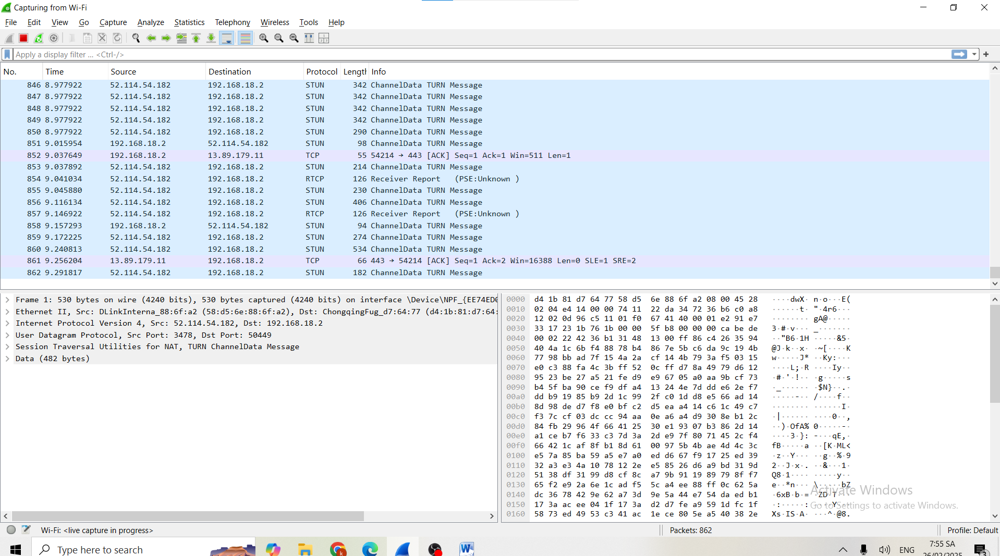 Capturing from Wi-Fi
File Edit View Go Capture Analyze Statistics Telephony Wireless Tools Help
Apply a display filter ... <Ctrl-/>
No. Time Source Destination Protocol Length Info
846 8.977922 52.114.54.182 192.168.18.2 STUN 342 ChannelData TURN Message
847 8.977922 52.114.54.182 192.168.18.2 STUN 342 ChannelData TURN Message
848 8.977922 52.114.54.182 192.168.18.2 STUN 342 ChannelData TURN Message
849 8.977922 52.114.54.182 192.168.18.2 STUN 342 ChannelData TURN Message
850 8.977922 52.114.54.182 192.168.18.2 STUN 290 ChannelData TURN Message
851 9.015954 192.168.18.2 52.114.54.182 STUN 98 ChannelData TURN Message
852 9.037649 192.168.18.2 13.89.179.11 TCP 55 54214 → 443 [ACK] Seq=1 Ack=1 Win=511 Len=1
853 9.037892 52.114.54.182 192.168.18.2 STUN 214 ChannelData TURN Message
854 9.041034 52.114.54.182 192.168.18.2 RTCP 126 Receiver Report (PSE:Unknown )
855 9.045880 52.114.54.182 192.168.18.2 STUN 230 ChannelData TURN Message
856 9.116134 52.114.54.182 192.168.18.2 STUN 406 ChannelData TURN Message
857 9.146922 52.114.54.182 192.168.18.2 RTCP 126 Receiver Report (PSE:Unknown )
858 9.157293 192.168.18.2 52.114.54.182 STUN 94 ChannelData TURN Message
859 9.172225 52.114.54.182 192.168.18.2 STUN 274 ChannelData TURN Message
860 9.240813 52.114.54.182 192.168.18.2 STUN 534 ChannelData TURN Message
861 9.256204 13.89.179.11 192.168.18.2 TCP 66 443 → 54214 [ACK] Seq=1 Ack=2 Win=16388 Len=0 SLE=1 SRE=2
862 9.291817 52.114.54.182 192.168.18.2 STUN 182 ChannelData TURN Message
Frame 1: 530 bytes on wire (4240 bits), 530 bytes captured (4240 bits) on interface \Device\NPF_{EE74ED0
Ethernet II, Src: DLinkInterna_88:6f:a2 (58:d5:6e:88:6f:a2), Dst: ChongqingFug_d7:64:77 (d4:1b:81:d7:64:
Internet Protocol Version 4, Src: 52.114.54.182, Dst: 192.168.18.2
User Datagram Protocol, Src Port: 3478, Dst Port: 50449
Session Traversal Utilities for NAT, TURN ChannelData Message
Data (482 bytes)
0000 d4 1b 81 d7 64 77 58 d5 6e 88 6f a2 08 00 45 28 ····dwX· n·o···E(
0010 02 04 e4 14 00 00 74 11 22 da 34 72 36 b6 c0 a8 ······t· "·4r6···
0020 12 02 0d 96 c5 11 01 f0 67 41 40 00 01 e2 91 e7 ········ gA@·····
0030 33 17 23 1b 76 1b 00 00 5f b8 00 00 00 ca be de 3·#·v··· _·······
0040 00 02 22 42 36 b1 31 48 13 00 ff 86 c4 26 35 94 ··"B6·1H ·····&5·
0050 40 4a 1c 6b f4 88 78 b4 86 7e 5b c6 da 9c 19 4b @J·k··x· ·~[····K
0060 77 98 bb ad 7f 15 4a 2a cf 14 4b 79 3a f5 03 15 w·····J* ··Ky:···
0070 e0 c3 88 fa 4c 3b ff 52 0c ff d7 8a 49 79 d6 12 ····L;·R ····Iy··
0080 95 23 be 27 a5 21 fe d9 e9 67 05 a0 aa 9b cf 73 ·#·'·!·· ·g·····s
0090 b4 5f ba 90 ce f9 df a4 13 24 4e 7d dd e6 2e f7 ·_······ ·$N}··.·
00a0 dd b9 19 85 b9 2d 1c 99 2f c0 1d d8 e5 66 ad 14 ·····-·· /····f··
00b0 8d 98 de d7 f8 e0 bf c2 d5 ea a4 14 c6 1c 49 c7 ········ ······I·
00c0 f3 7c cf 03 dc cc 94 aa 0e a6 a4 d9 30 8e b1 2c ·|······ ····0··,
00d0 84 fb 29 96 4f 66 41 25 30 e1 93 07 b3 86 2d 14 ··)·OfA% 0·····-·
00e0 a1 ce b7 f6 33 c3 7d 3a 2d e9 7f 80 71 45 2c f4 ····3·}: -···qE,·
00f0 66 42 1c af 8f b1 8d 61 00 97 5b 4b ae 4d 4c 3c fB·····a ··[K·ML<
0100 e5 7a 85 ba 59 a5 e7 a0 ed d6 67 f9 17 25 ed 39 ·z··Y··· ··g··%·9
0110 32 a3 e3 4a 10 78 12 2e e5 85 26 d6 a9 bd 31 9d 2··J·x·. ··&···1·
0120 51 38 df 31 99 d8 cf 8c a7 9b 91 19 89 79 8f f7 Q8·1···· ·····y··
0130 65 f2 e9 2a 6e 1c ad f5 5c a4 ee 88 ff 0c 62 5a e··*n··· \·····bZ
0140 dc 36 78 42 9e 62 a7 3d 9e 5a 44 e7 54 da ed b1 ·6xB·b·= ·ZD·T···
0150 17 3a ac ee 04 1f 17 3a d2 d7 fe a9 59 1d fc 1f ·:·····: ····Y···
0160 58 73 ed 49 53 c3 41 ac 1e ce 80 5e a5 40 38 2e Xs·IS·A· ···^·@8.
Activate Windows
Go to Settings to activate Windows.
Wi-Fi: <live capture in progress> Packets: 862 Profile: Default
Type here to search ENG 7:55 SA
26/02/2025 3